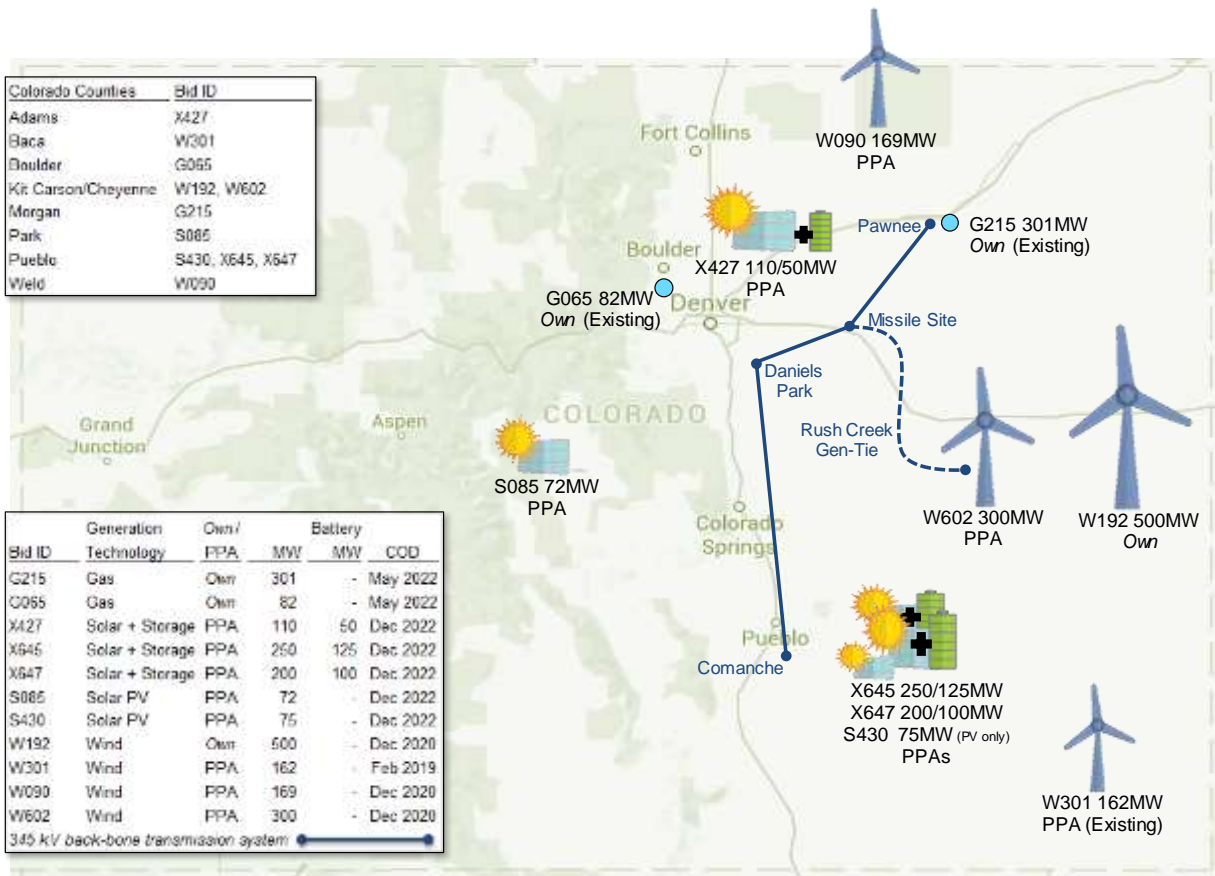 Colorado Counties Bid ID
Adams X427
Baca W301
Boulder G065
Kit Carson/Cheyenne W192, W602
Morgan G215
Park S085
Pueblo S430, X645, X647
Weld W090
W090 169MW
PPA
Fort Collins
Pawnee
G215 301MW
Own (Existing)
Boulder
X427 110/50MW
PPA
G065 82MW
Own (Existing)
Denver
Missile Site
Daniels
Park
COLORADO
Aspen
Grand
Junction
Rush Creek
Gen-Tie
S085 72MW
PPA
W602 300MW
PPA
W192 500MW
Own
Colorado
Springs
Pueblo
Comanche
X645 250/125MW
X647 200/100MW
S430 75MW (PV only)
PPAs
W301 162MW
PPA (Existing)
Generation Own / Battery
Bid ID Technology PPA MW MW COD
G215 Gas Own 301 - May 2022
G065 Gas Own 82 - May 2022
X427 Solar + Storage PPA 110 50 Dec 2022
X645 Solar + Storage PPA 250 125 Dec 2022
X647 Solar + Storage PPA 200 100 Dec 2022
S085 Solar PV PPA 72 - Dec 2022
S430 Solar PV PPA 75 - Dec 2022
W192 Wind Own 500 - Dec 2020
W301 Wind PPA 162 - Feb 2019
W090 Wind PPA 169 - Dec 2020
W602 Wind PPA 300 - Dec 2020
345 kV back-bone transmission system